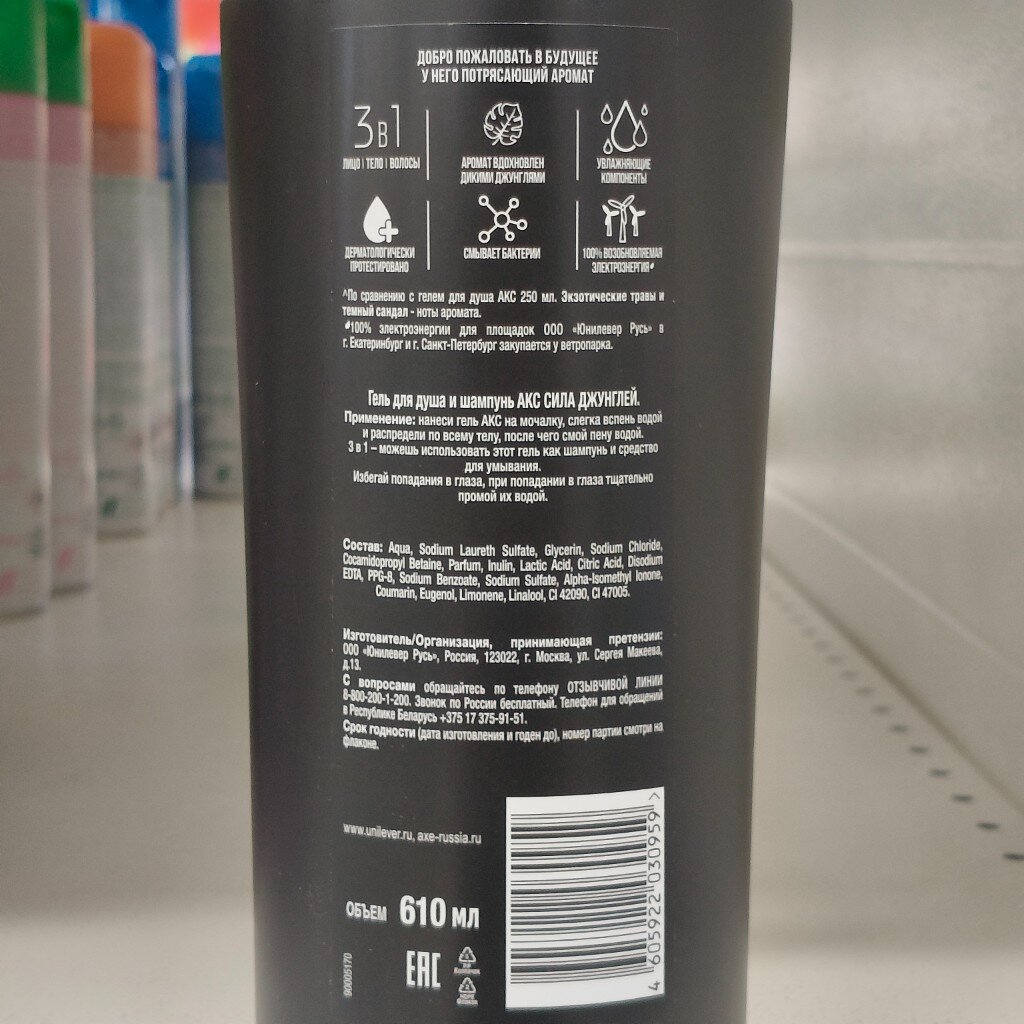 ДОБРО ПОЖАЛОВАТЬ В БУДУЩЕЕ
У НЕГО ПОТРЯСАЮЩИЙ АРОМАТ
3в1
ЛИЦО | ТЕЛО | ВОЛОСЫ
АРОМАТ ВДОХНОВЛЕН
ДИКИМИ ДЖУНГЛЯМИ
УВЛАЖНЯЮЩИЕ
КОМПОНЕНТЫ
ДЕРМАТОЛОГИЧЕСКИ
ПРОТЕСТИРОВАНО
СМЫВАЕТ БАКТЕРИИ
100% ВОЗОБНОВЛЯЕМАЯ
ЭЛЕКТРОЭНЕРГИЯ
^По сравнению с гелем для душа АКС 250 мл. Экзотические травы и
темный сандал - ноты аромата.
100% электроэнергии для площадок ООО «Юнилевер Русь» в
г. Екатеринбург и г. Санкт-Петербург закупается у ветропарка.
Гель для душа и шампунь АКС СИЛА ДЖУНГЛЕЙ.
Применение: нанеси гель АКС на мочалку, слегка вспень водой
и распредели по всему телу, после чего смой пену водой.
3 в 1 – можешь использовать этот гель как шампунь и средство
для умывания.
Избегай попадания в глаза, при попадании в глаза тщательно
промой их водой.
Состав: Aqua, Sodium Laureth Sulfate, Glycerin, Sodium Chloride,
Cocamidopropyl Betaine, Parfum, Inulin, Lactic Acid, Citric Acid, Disodium
EDTA, PPG-8, Sodium Benzoate, Sodium Sulfate, Alpha-Isomethyl Ionone,
Coumarin, Eugenol, Limonene, Linalool, CI 42090, CI 47005.
Изготовитель/Организация, принимающая претензии:
ООО «Юнилевер Русь», Россия, 123022, г. Москва, ул. Сергея Макеева,
д.13.
С вопросами обращайтесь по телефону ОТЗЫВЧИВОЙ ЛИНИИ
8-800-200-1-200. Звонок по России бесплатный. Телефон для обращений
в Республике Беларусь +375 17 375-91-51.
Срок годности (дата изготовления и годен до), номер партии смотри на
флаконе.
www.unilever.ru, axe-russia.ru
ОБЪЕМ 610 мл
90005170
EAC
4 605922 030959 >